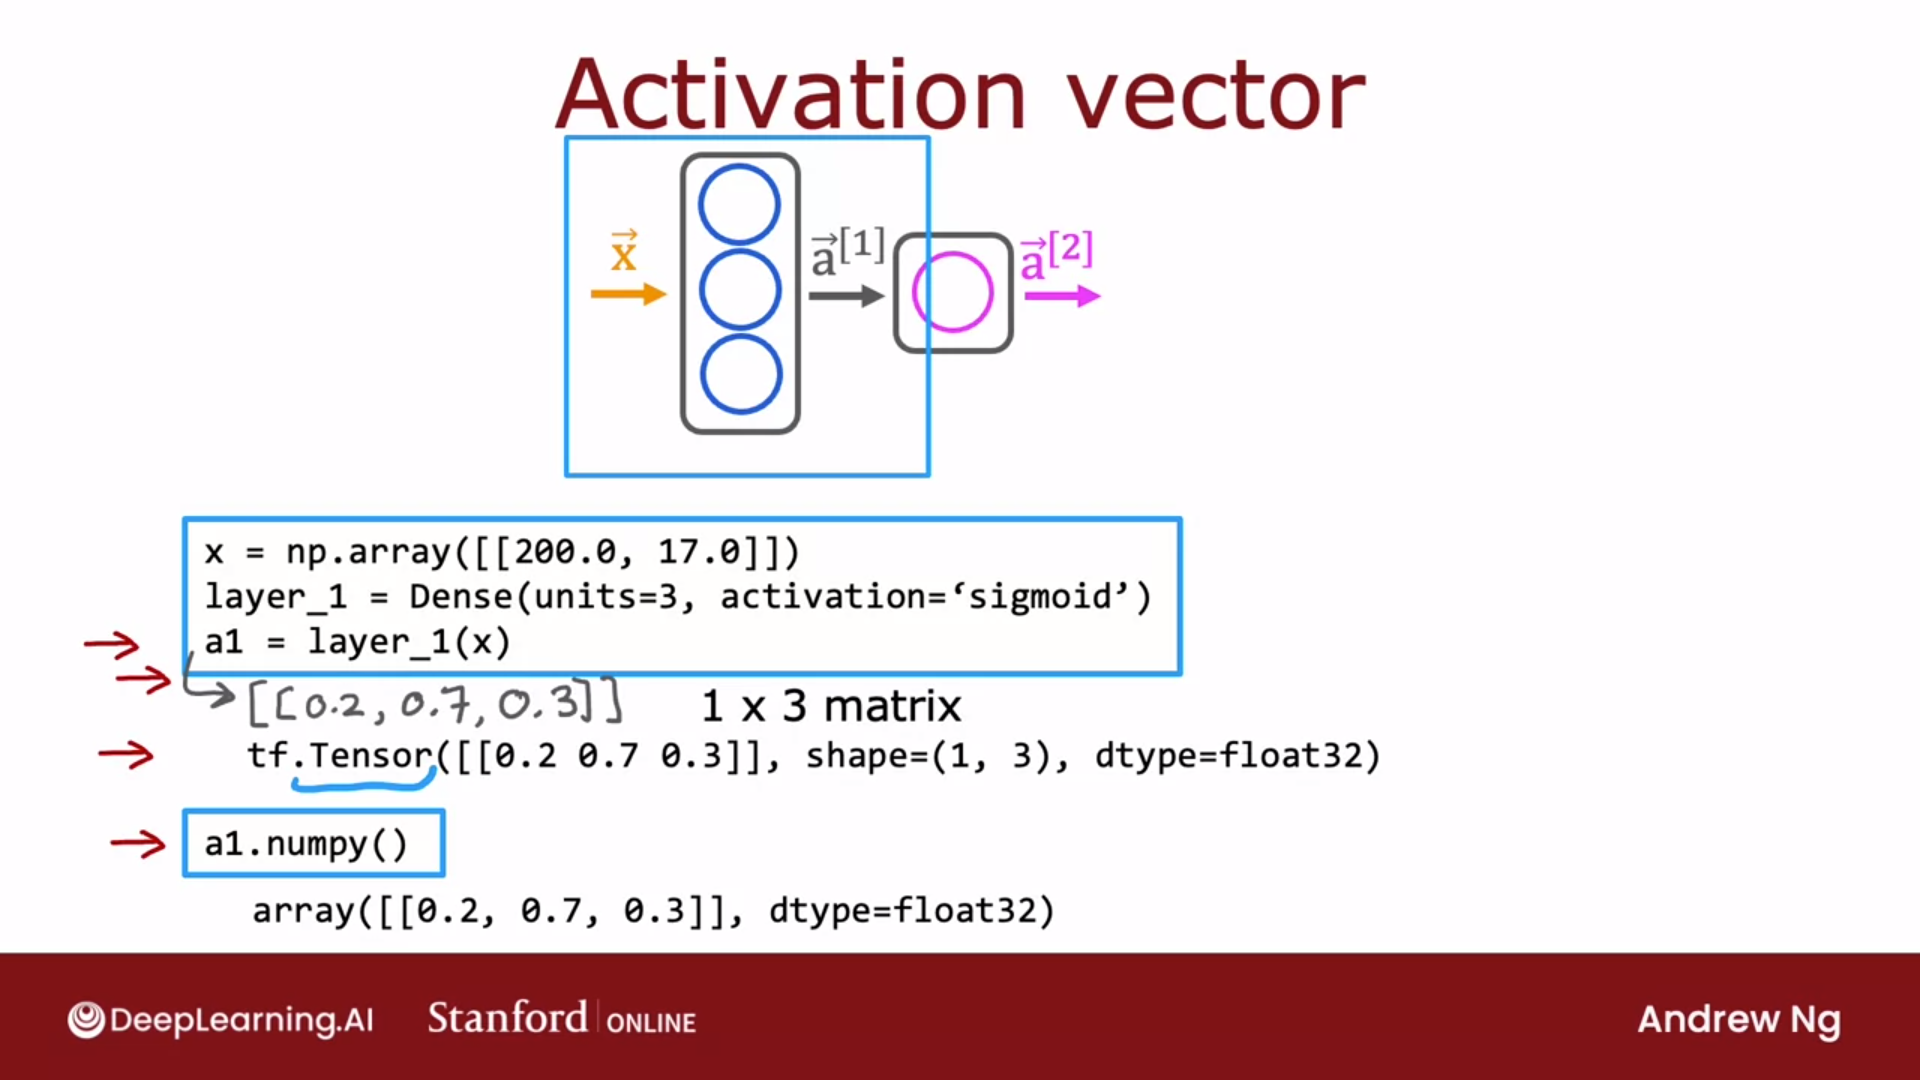 Activation vector
x⃗
a⃗[1]
a⃗[2]
x = np.array([[200.0, 17.0]])
layer_1 = Dense(units=3, activation=‘sigmoid’)
a1 = layer_1(x)
[[0.2, 0.7, 0.3]] 1 x 3 matrix
tf.Tensor([[0.2 0.7 0.3]], shape=(1, 3), dtype=float32)
a1.numpy()
array([[0.2, 0.7, 0.3]], dtype=float32)
DeepLearning.AI Stanford ONLINE Andrew Ng